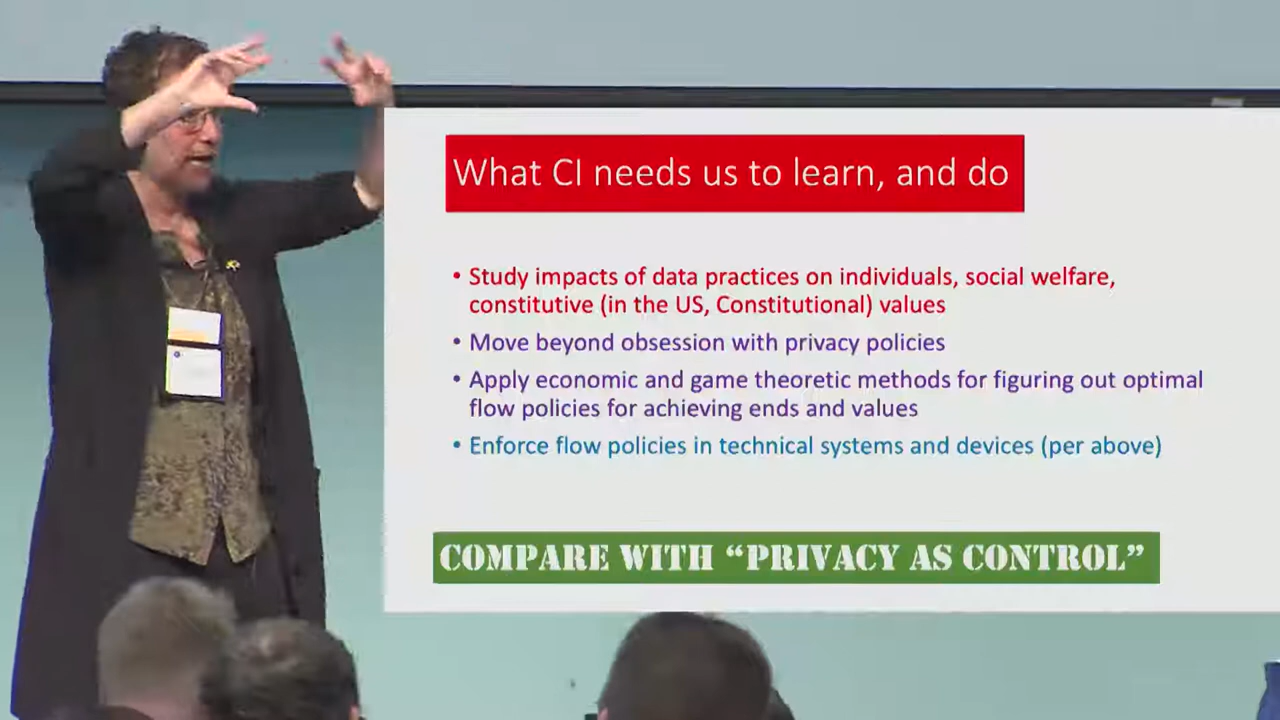 What CI needs us to learn, and do
• Study impacts of data practices on individuals, social welfare,
constitutive (in the US, Constitutional) values
• Move beyond obsession with privacy policies
• Apply economic and game theoretic methods for figuring out optimal
flow policies for achieving ends and values
• Enforce flow policies in technical systems and devices (per above)
COMPARE WITH “PRIVACY AS CONTROL”